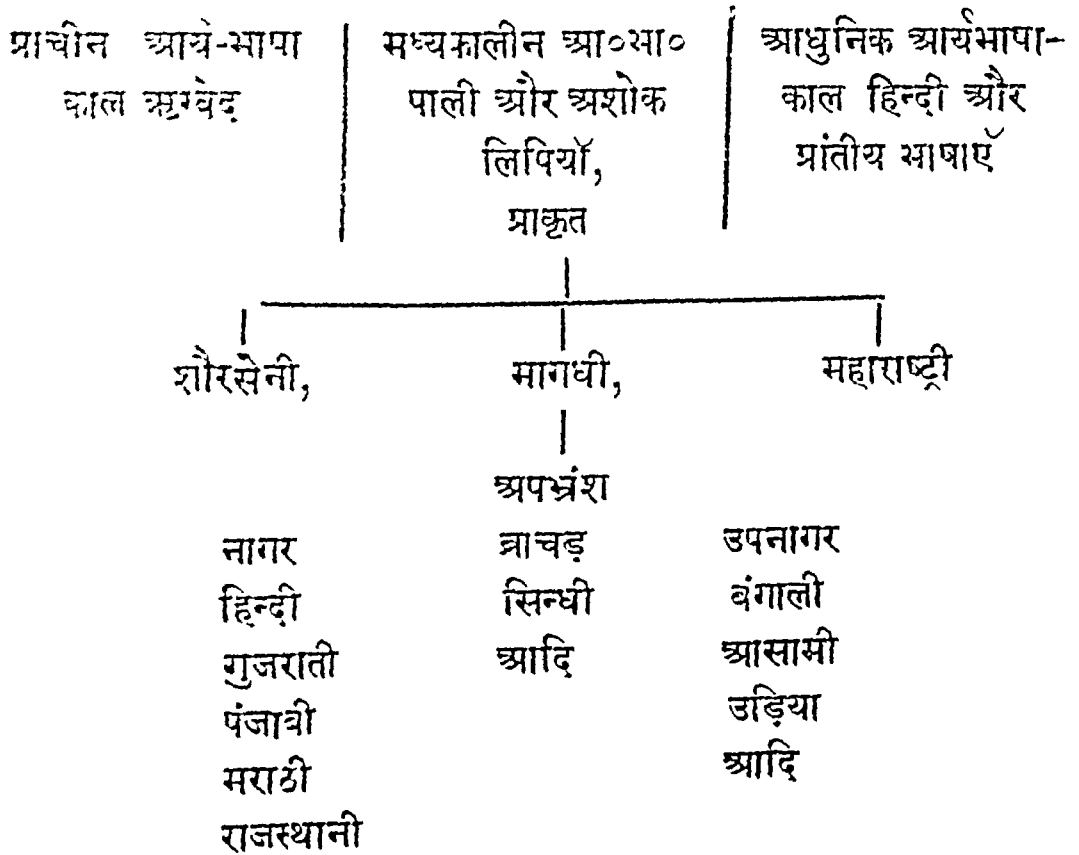 प्राचीन आर्य-भाषा
काल ऋग्वेद
मध्यकालीन आ०भा०
पाली और अशोक
लिपियॉ,
प्राकृत
आधुनिक आर्यभाषा-
काल हिन्दी और
प्रांतीय भाषाएॅ
शौरसेनी, मागधी, महाराष्ट्री
अपभ्रंश
नागर ब्राचड़ उपनागर
हिन्दी सिन्धी बंगाली
गुजराती आदि आसामी
पंजाबी उड़िया
मराठी आदि
राजस्थानी